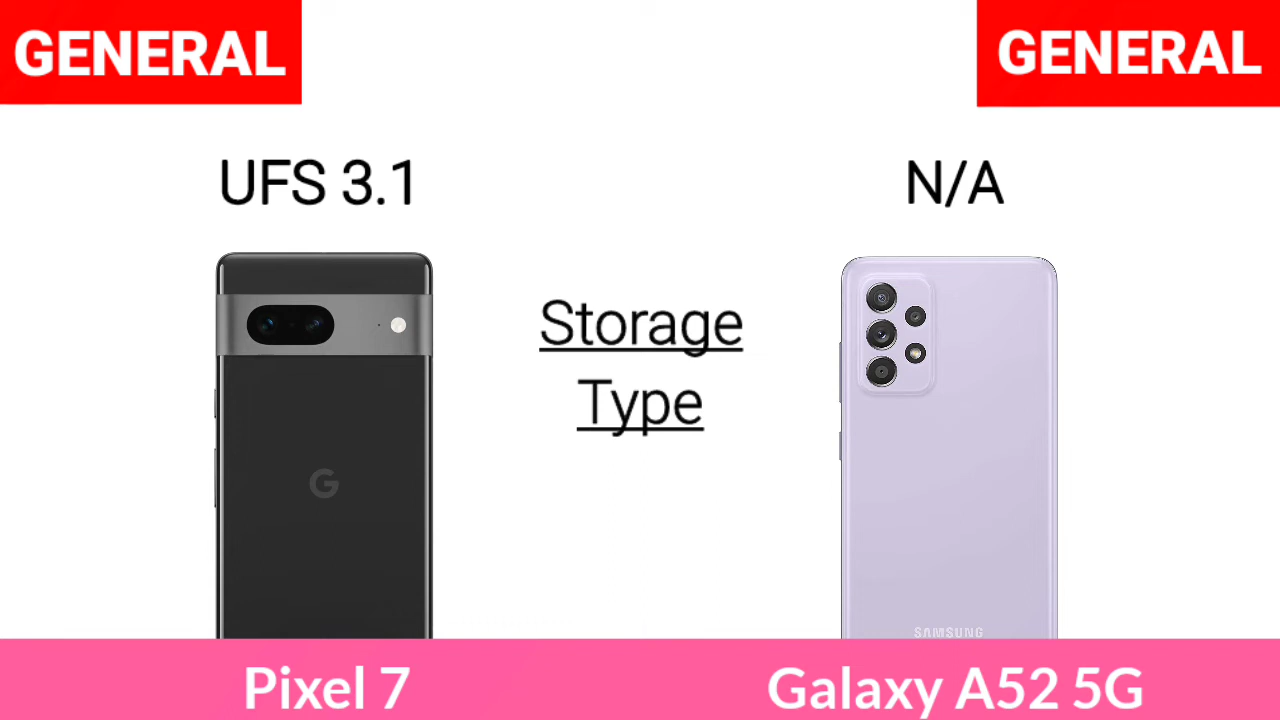 GENERAL
GENERAL
UFS 3.1
N/A
Storage
Type
G
SAMSUNG
Pixel 7
Galaxy A52 5G